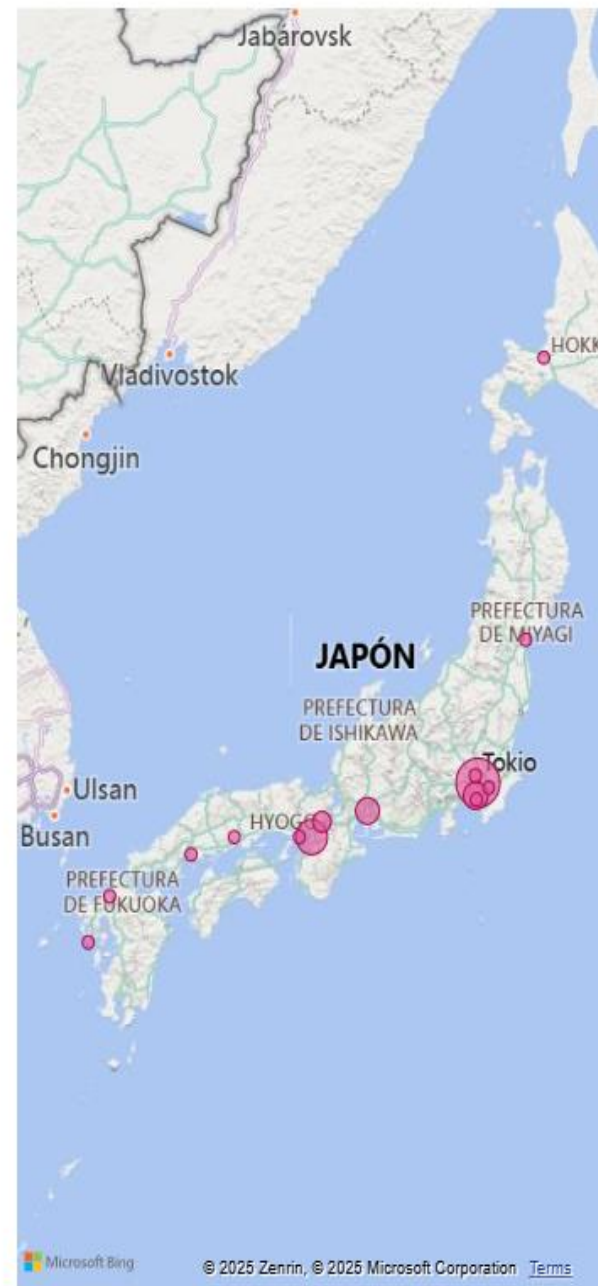 Jabárovsk
HOKK
Vladivostok
Chongjin
PREFECTURA
DE MIYAGI
JAPÓN
PREFECTURA
DE ISHIKAWA
Tokio
Ulsan
Busan
HYOGO
PREFECTURA
DE FUKUOKA
Microsoft Bing
© 2025 Zenrin, © 2025 Microsoft Corporation Terms